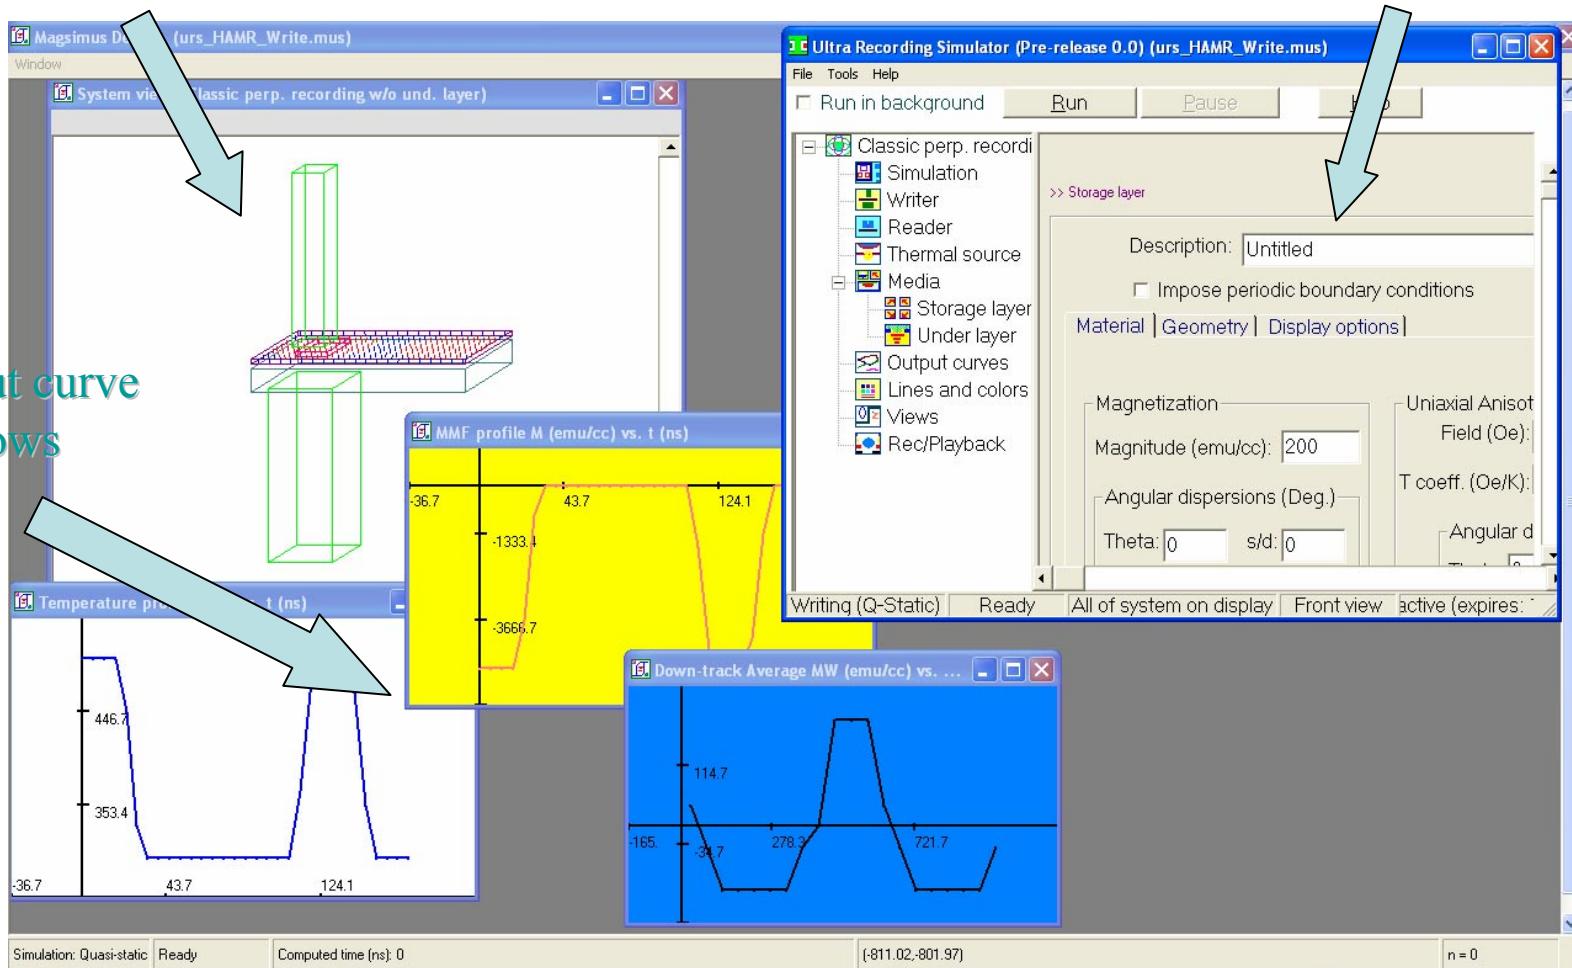 Magsimus De (urs_HAMR_Write.mus)
Window
System vie Classic perp. recording w/o und. layer)
ut curve
ows
MMF profile M (emu/cc) vs. t (ns)
-36.7
43.7
124.1
-1333.4
-3666.7
Temperature pro t (ns)
446.7
353.4
-36.7
43.7
124.1
Down-track Average MW (emu/cc) vs. ...
114.7
-165.
-34.7
278.3
721.7
Ultra Recording Simulator (Pre-release 0.0) (urs_HAMR_Write.mus)
File Tools Help
Run in background Run Pause
Classic perp. recordi
Simulation
Writer
Reader
Thermal source
Media
Storage layer
Under layer
Output curves
Lines and colors
Views
Rec/Playback
>> Storage layer
Description: Untitled
Impose periodic boundary conditions
Material Geometry Display options
Magnetization
Magnitude (emu/cc): 200
Angular dispersions (Deg.)
Theta: 0 s/d: 0
Uniaxial Anisot
Field (Oe):
T coeff. (Oe/K):
Angular d
Writing (Q-Static) Ready All of system on display Front view active (expires:
Simulation: Quasi-static Ready Computed time (ns): 0 (-811.02,-801.97) n = 0